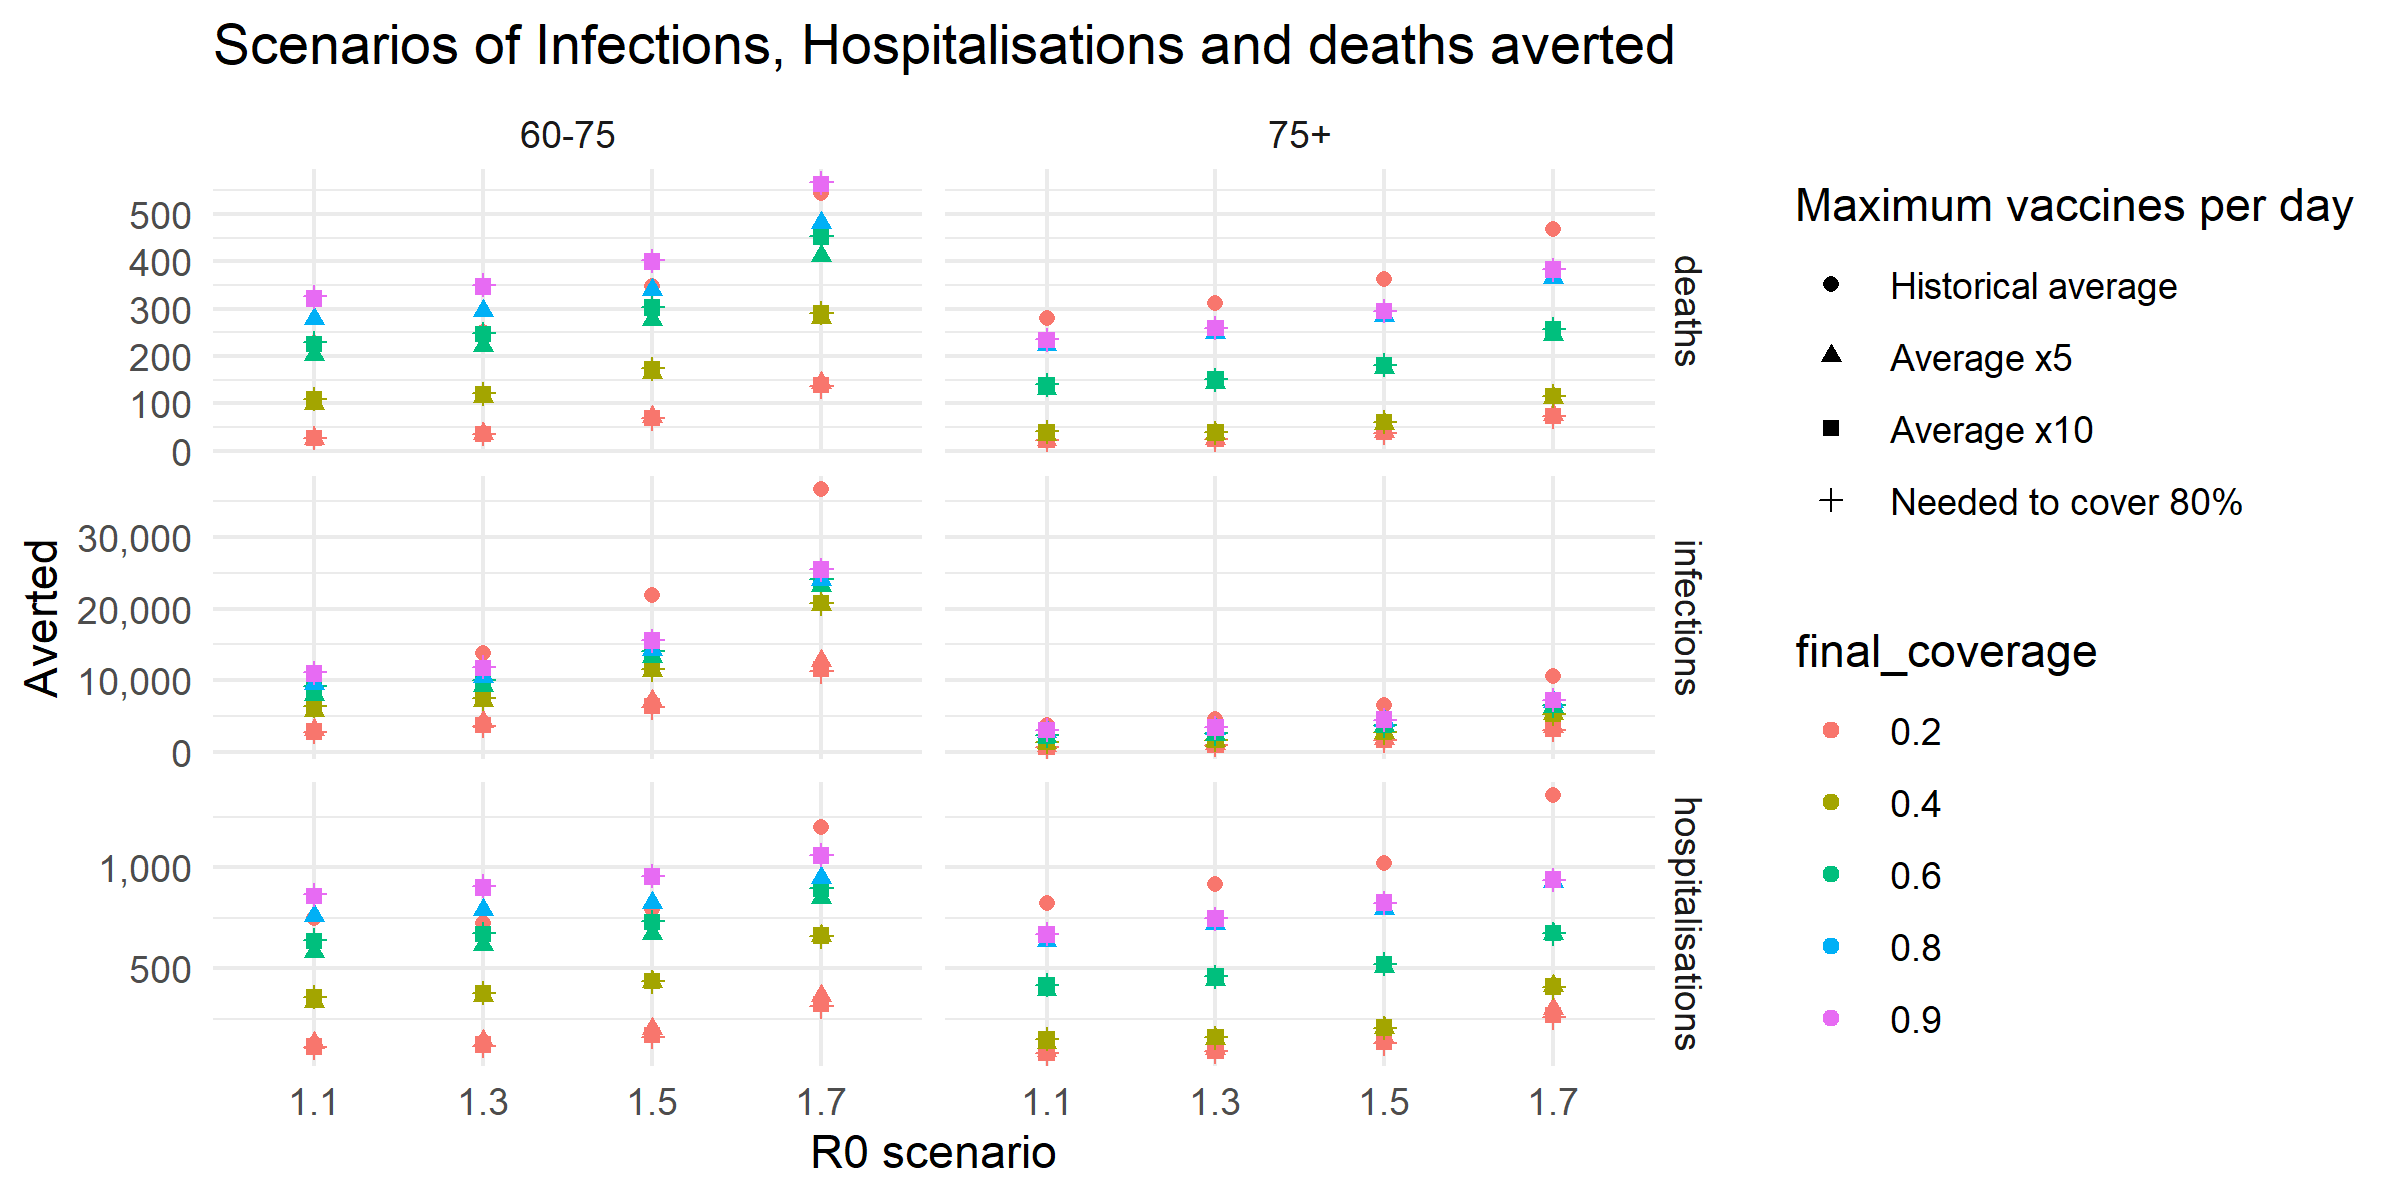 Scenarios of Infections, Hospitalisations and deaths averted
60-75
75+
500
400
300
200
100
0
deaths
30,000
20,000
10,000
0
infections
1,000
500
hospitalisations
Averted
1.1
1.3
1.5
1.7
1.1
1.3
1.5
1.7
R0 scenario
Maximum vaccines per day
Historical average
Average x5
Average x10
Needed to cover 80%
final_coverage
0.2
0.4
0.6
0.8
0.9